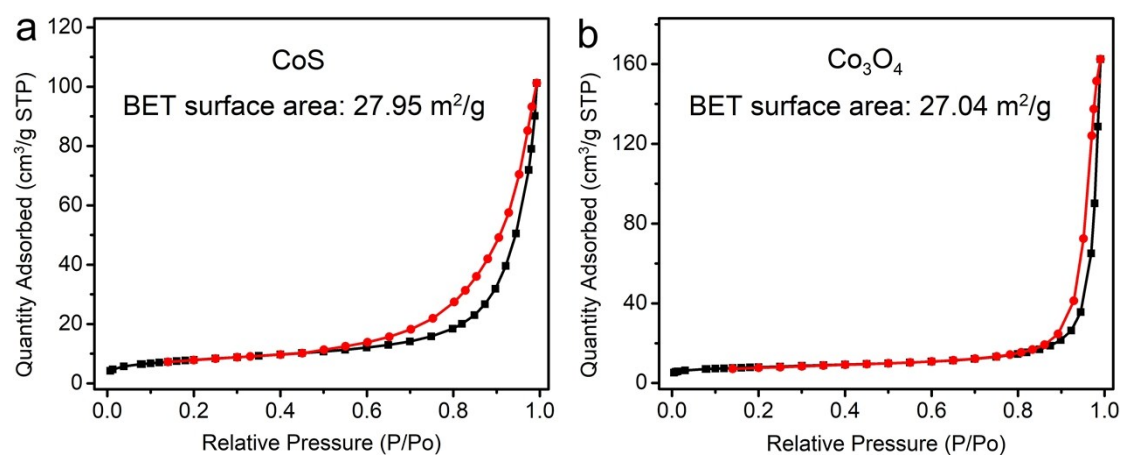 a
CoS
BET surface area: 27.95 m²/g
Quantity Adsorbed (cm³/g STP)
120
100
80
60
40
20
0
0.0 0.2 0.4 0.6 0.8 1.0
Relative Pressure (P/Po)
b
Co₃O₄
BET surface area: 27.04 m²/g
Quantity Adsorbed (cm³/g STP)
160
120
80
40
0
0.0 0.2 0.4 0.6 0.8 1.0
Relative Pressure (P/Po)